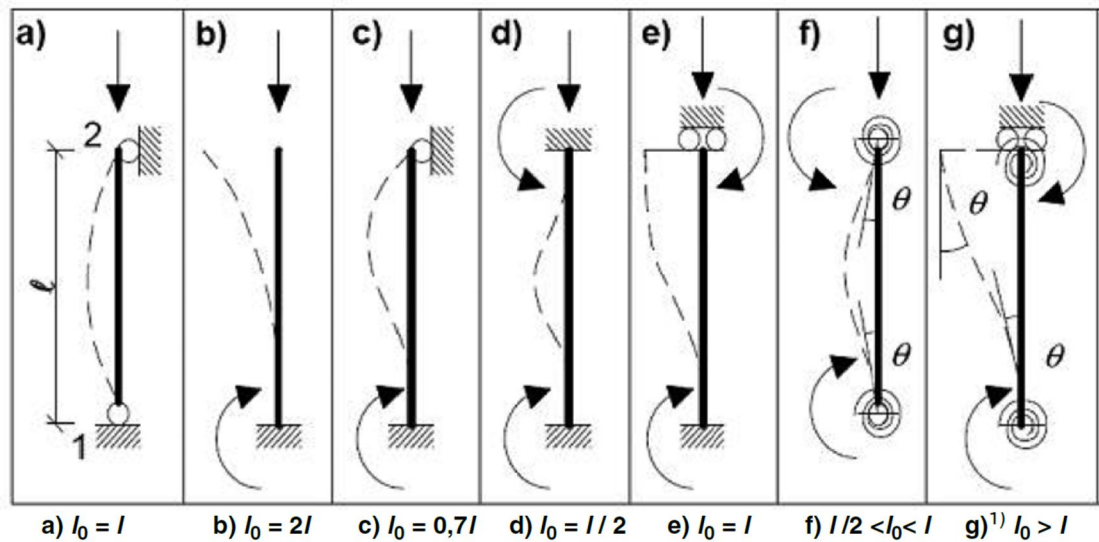 a) b) c) d) e) f) g)
2
θ θ
ℓ
θ θ
1
a) l₀ = l b) l₀ = 2l c) l₀ = 0,7l d) l₀ = l / 2 e) l₀ = l f) l /2 <l₀< l g)¹⁾ l₀ > l